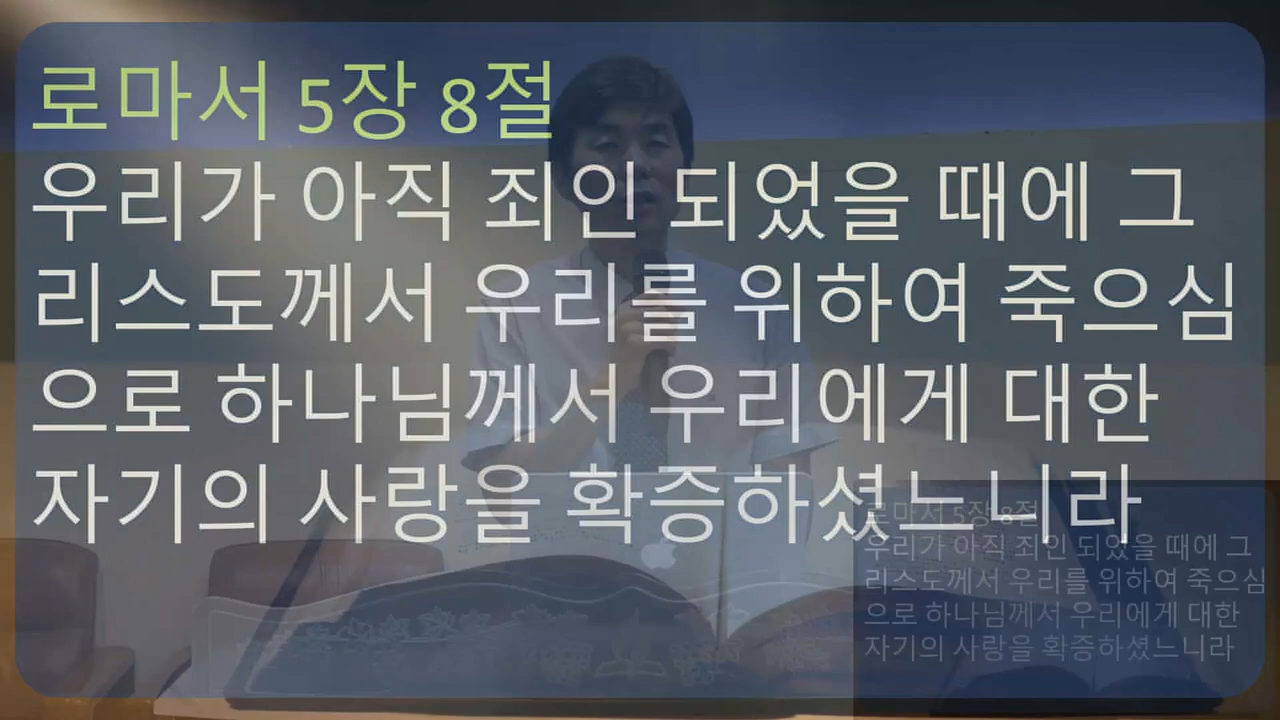 로마서 5장 8절
우리가 아직 죄인 되었을 때에 그
리스도께서 우리를 위하여 죽으심
으로 하나님께서 우리에게 대한
자기의 사랑을 확증하셨느니라
로마서 5장 8절
우리가 아직 죄인 되었을 때에 그
리스도께서 우리를 위하여 죽으심
으로 하나님께서 우리에게 대한
자기의 사랑을 확증하셨느니라